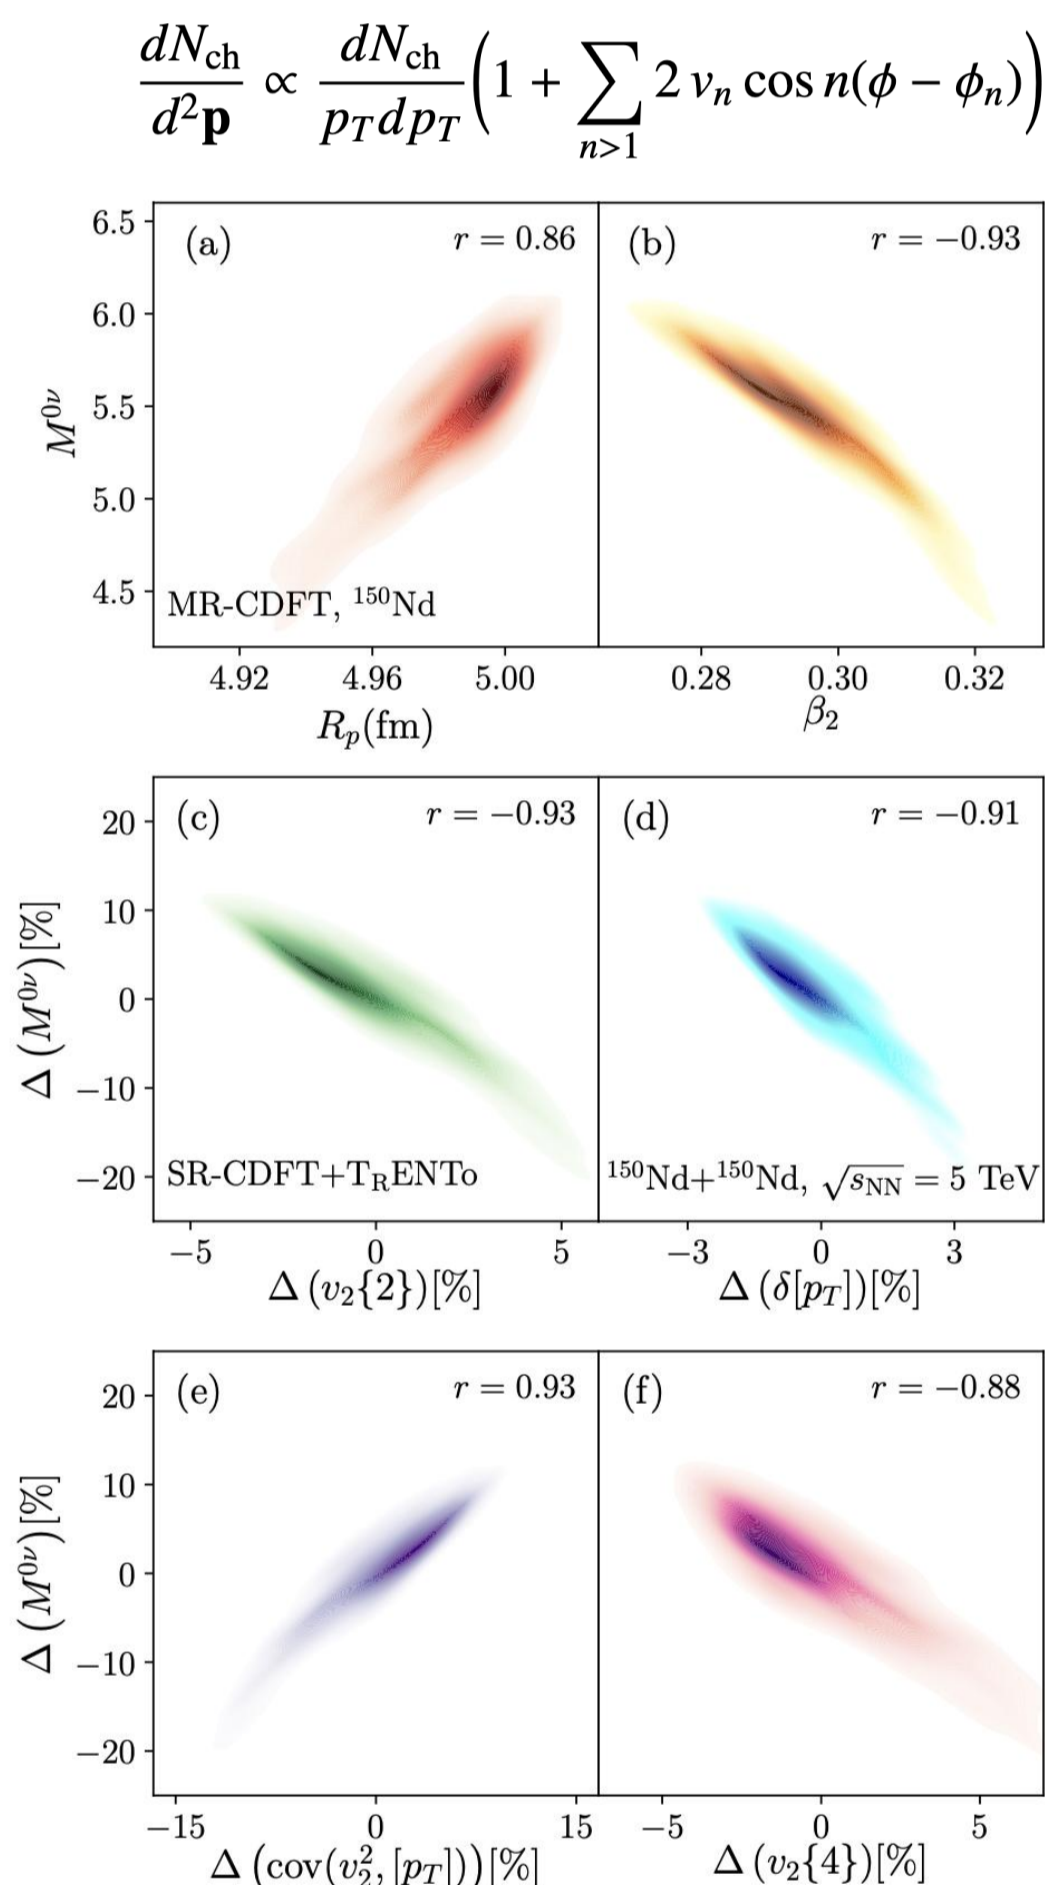 dN_ch/d²p ∝ dN_ch/(p_T dp_T) (1 + ∑_{n>1} 2 v_n cos n(ϕ − ϕ_n))
(a) r = 0.86 (b) r = −0.93
6.5
6.0
5.5
5.0
4.5
M^{0ν}
MR-CDFT, ¹⁵⁰Nd
4.92 4.96 5.00 0.28 0.30 0.32
R_p(fm) β₂
(c) r = −0.93 (d) r = −0.91
20
10
0
−10
−20
Δ (M^{0ν})[%]
SR-CDFT+T_RENTo ¹⁵⁰Nd+¹⁵⁰Nd, √s_NN = 5 TeV
−5 0 5 −3 0 3
Δ (v₂{2})[%] Δ (δ[p_T])[%]
(e) r = 0.93 (f) r = −0.88
20
10
0
−10
−20
Δ (M^{0ν})[%]
−15 0 15 −5 0 5
Δ (cov(v₂², [p_T]))[%] Δ (v₂{4})[%]